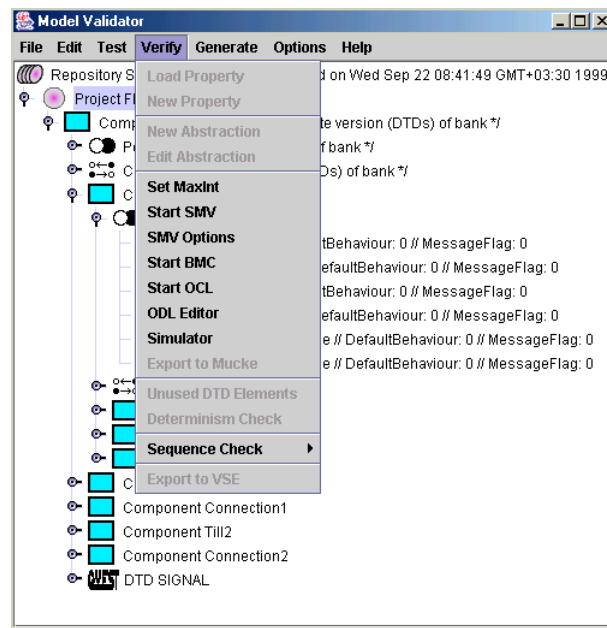 Model Validator
File Edit Test Verify Generate Options Help
Repository S d on Wed Sep 22 08:41:49 GMT+03:30 1999
Project Fl
Comp te version (DTDs) of bank */
P f bank */
C Ds) of bank */
C
tBehaviour: 0 // MessageFlag: 0
efaultBehaviour: 0 // MessageFlag: 0
tBehaviour: 0 // MessageFlag: 0
efaultBehaviour: 0 // MessageFlag: 0
e // DefaultBehaviour: 0 // MessageFlag: 0
e // DefaultBehaviour: 0 // MessageFlag: 0
C
Component Connection1
Component Till2
Component Connection2
QUEST DTD SIGNAL
Load Property
New Property
New Abstraction
Edit Abstraction
Set MaxInt
Start SMV
SMV Options
Start BMC
Start OCL
ODL Editor
Simulator
Export to Mucke
Unused DTD Elements
Determinism Check
Sequence Check
Export to VSE